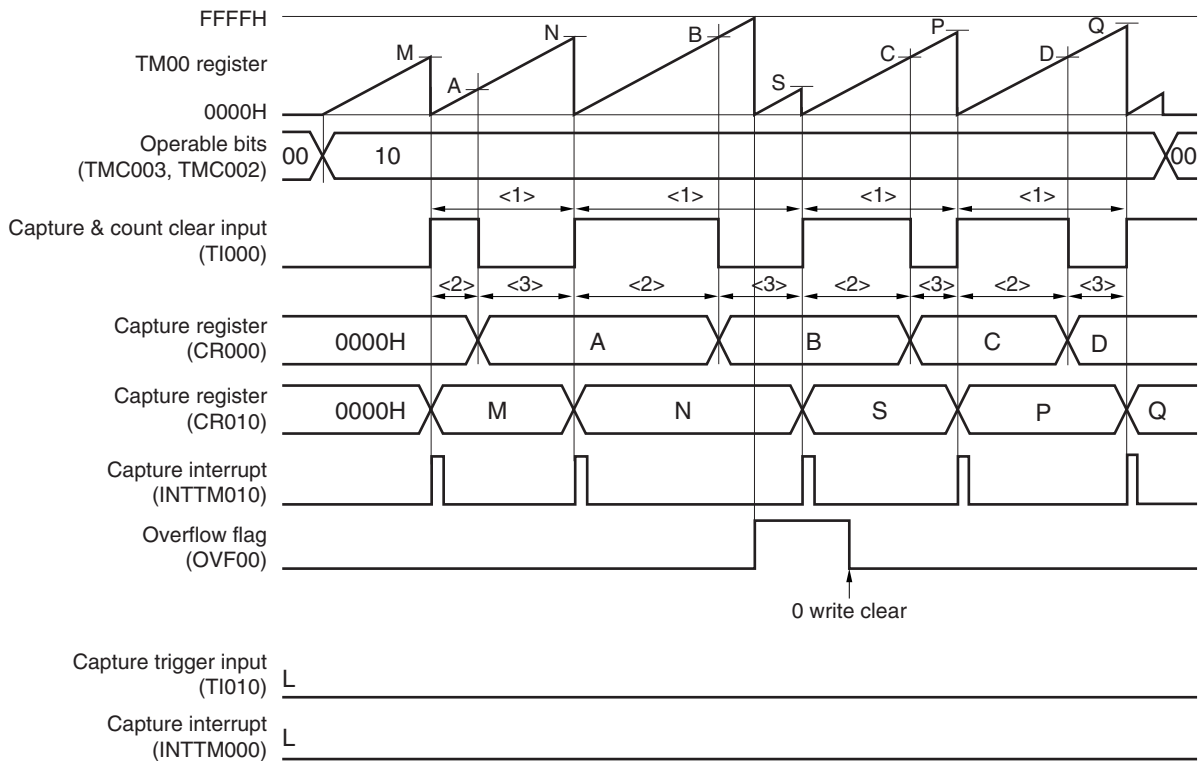 FFFFH
TM00 register
0000H
M
A
N
B
S
C
P
D
Q
Operable bits
(TMC003, TMC002)
00
10
00
<1>
<1>
<1>
<1>
Capture & count clear input
(TI000)
<2>
<3>
<2>
<3>
<2>
<3>
<2>
<3>
Capture register
(CR000)
0000H
A
B
C
D
Capture register
(CR010)
0000H
M
N
S
P
Q
Capture interrupt
(INTTM010)
Overflow flag
(OVF00)
0 write clear
Capture trigger input
(TI010)
L
Capture interrupt
(INTTM000)
L